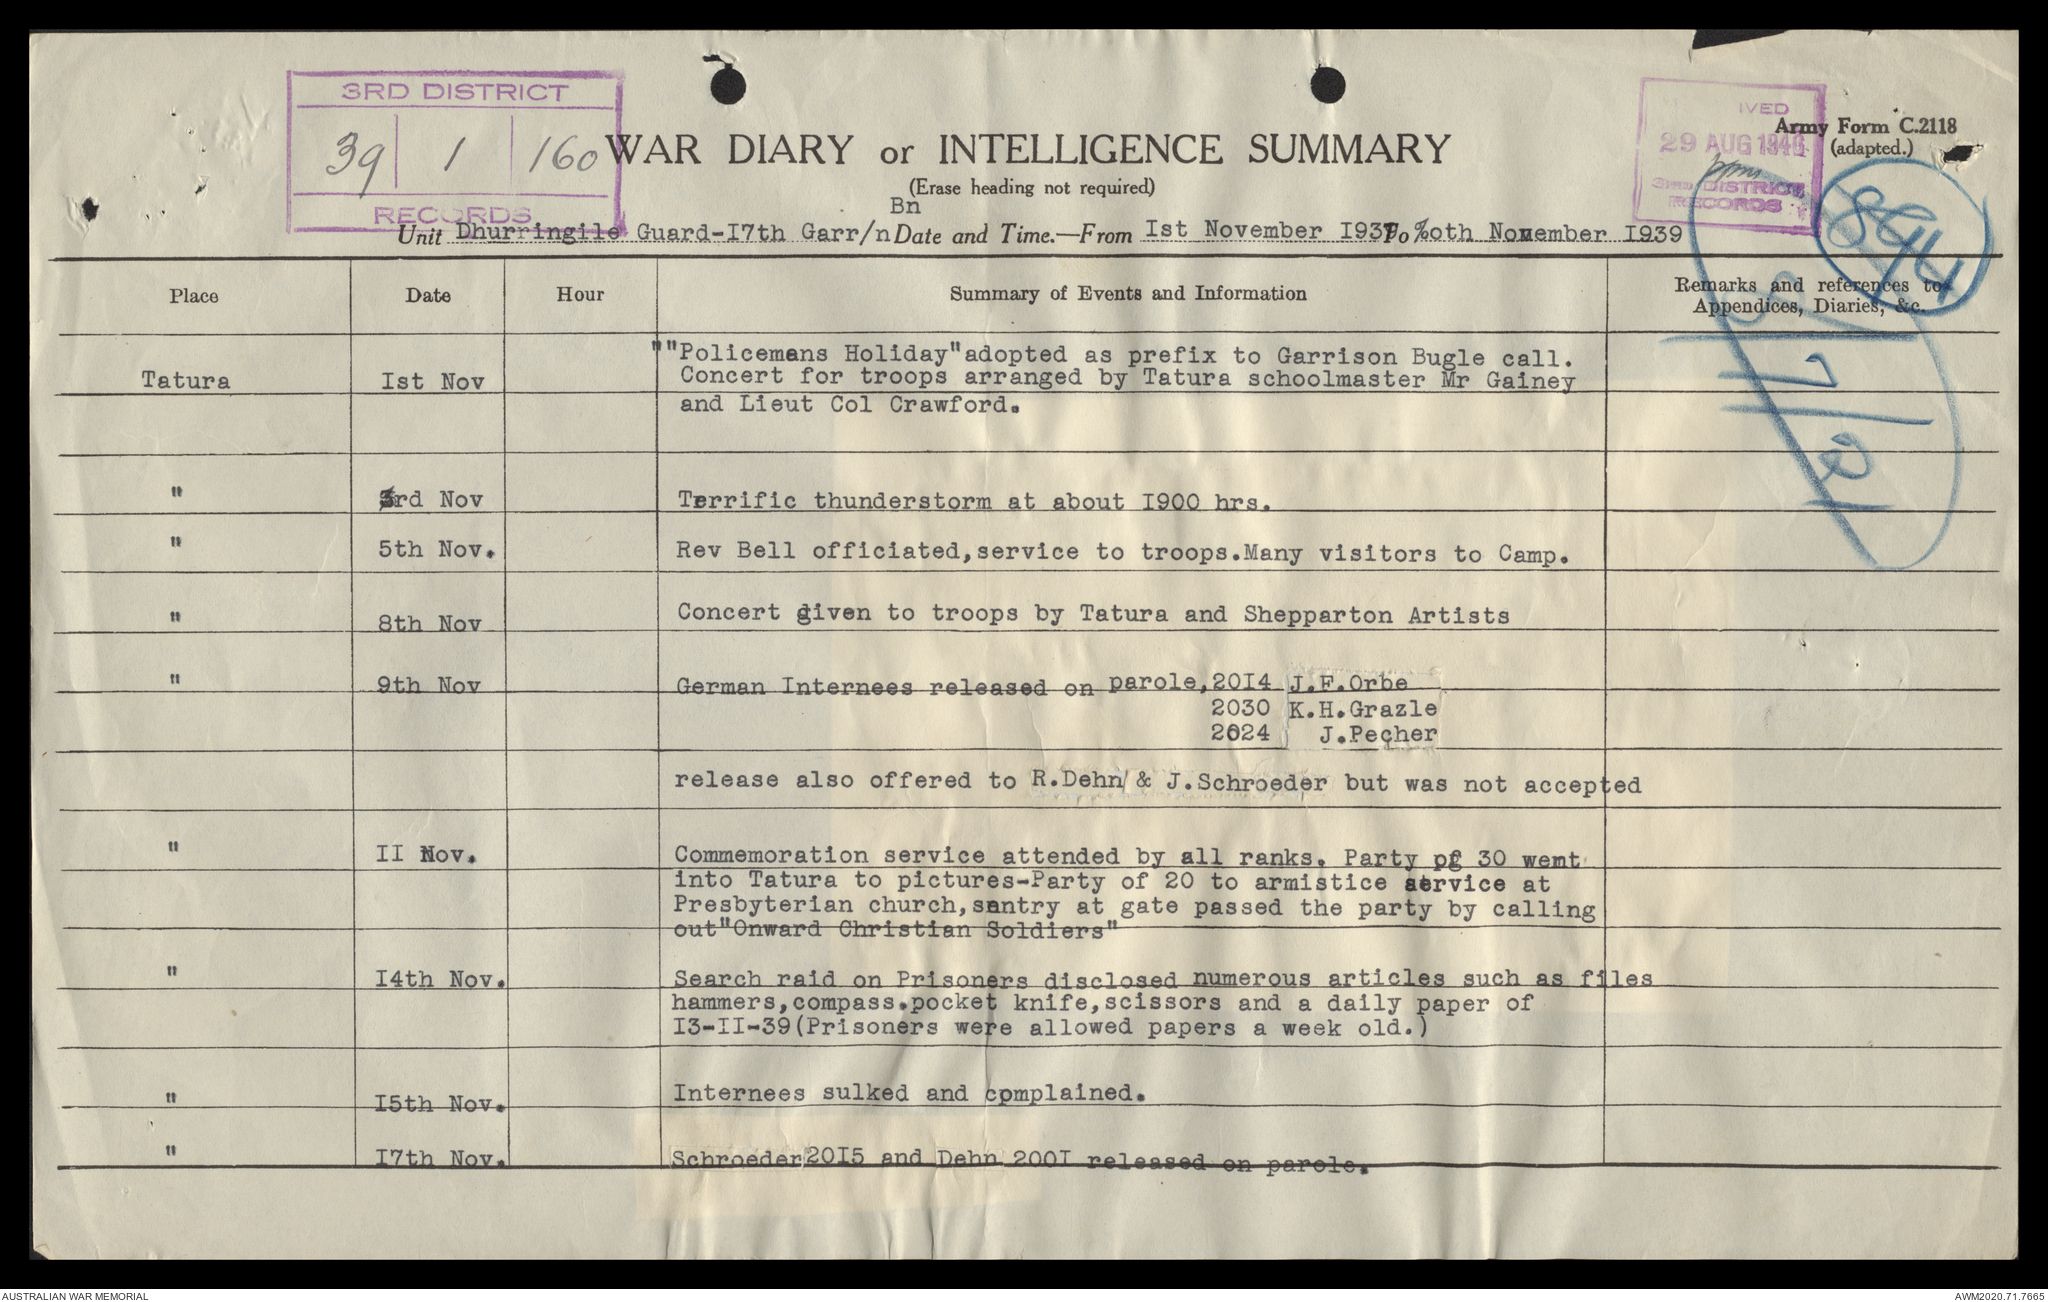 3RD DISTRICT
39 1 160
RECORDS
IVED
29 AUG 1946
3RD DISTRICT
RECORDS
Army Form C.2118
(adapted.)
WAR DIARY or INTELLIGENCE SUMMARY
(Erase heading not required)
894
8/7/21
Bn
Unit Dhurringile Guard-I7th Garr/n Date and Time.—From Ist November I939 To 30th November I939
Place Date Hour Summary of Events and Information Remarks and references to
Appendices, Diaries, &c.
""Policemans Holiday"adopted as prefix to Garrison Bugle call.
Tatura Ist Nov Concert for troops arranged by Tatura schoolmaster Mr Gainey
and Lieut Col Crawford.
" 3rd Nov Terrific thunderstorm at about I900 hrs.
" 5th Nov. Rev Bell officiated,service to troops.Many visitors to Camp.
" 8th Nov Concert given to troops by Tatura and Shepparton Artists
" 9th Nov German Internees released on parole,20I4 J.F.Orbe
2030 K.H.Grazle
2024 J.Pecher
release also offered to R.Dehn & J.Schroeder but was not accepted
" II Nov. Commemoration service attended by all ranks. Party of 30 went
into Tatura to pictures-Party of 20 to armistice service at
Presbyterian church,sentry at gate passed the party by calling
out"Onward Christian Soldiers"
" I4th Nov. Search raid on Prisoners disclosed numerous articles such as files
hammers,compass.pocket knife,scissors and a daily paper of
I3-II-39(Prisoners were allowed papers a week old.)
" I5th Nov. Internees sulked and complained.
" I7th Nov. Schroeder 20I5 and Dehn 200I released on parole.
AUSTRALIAN WAR MEMORIAL
AWM2020.71.7665